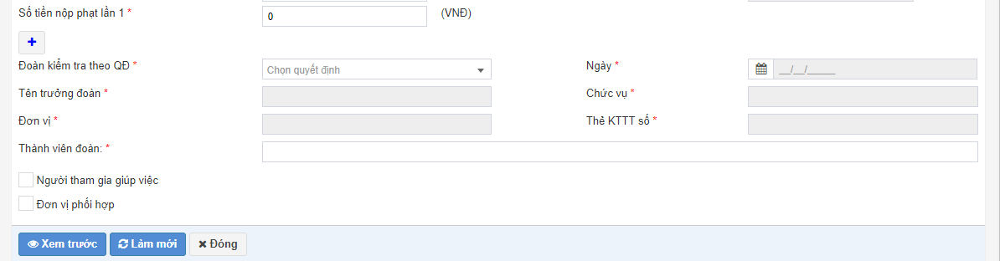 Số tiền nộp phạt lần 1 * 0 (VNĐ)
+
Đoàn kiểm tra theo QĐ * Chọn quyết định Ngày * __/__/_____
Tên trưởng đoàn * Chức vụ *
Đơn vị * Thẻ KTTT số *
Thành viên đoàn: *
Người tham gia giúp việc
Đơn vị phối hợp
Xem trước Làm mới Đóng